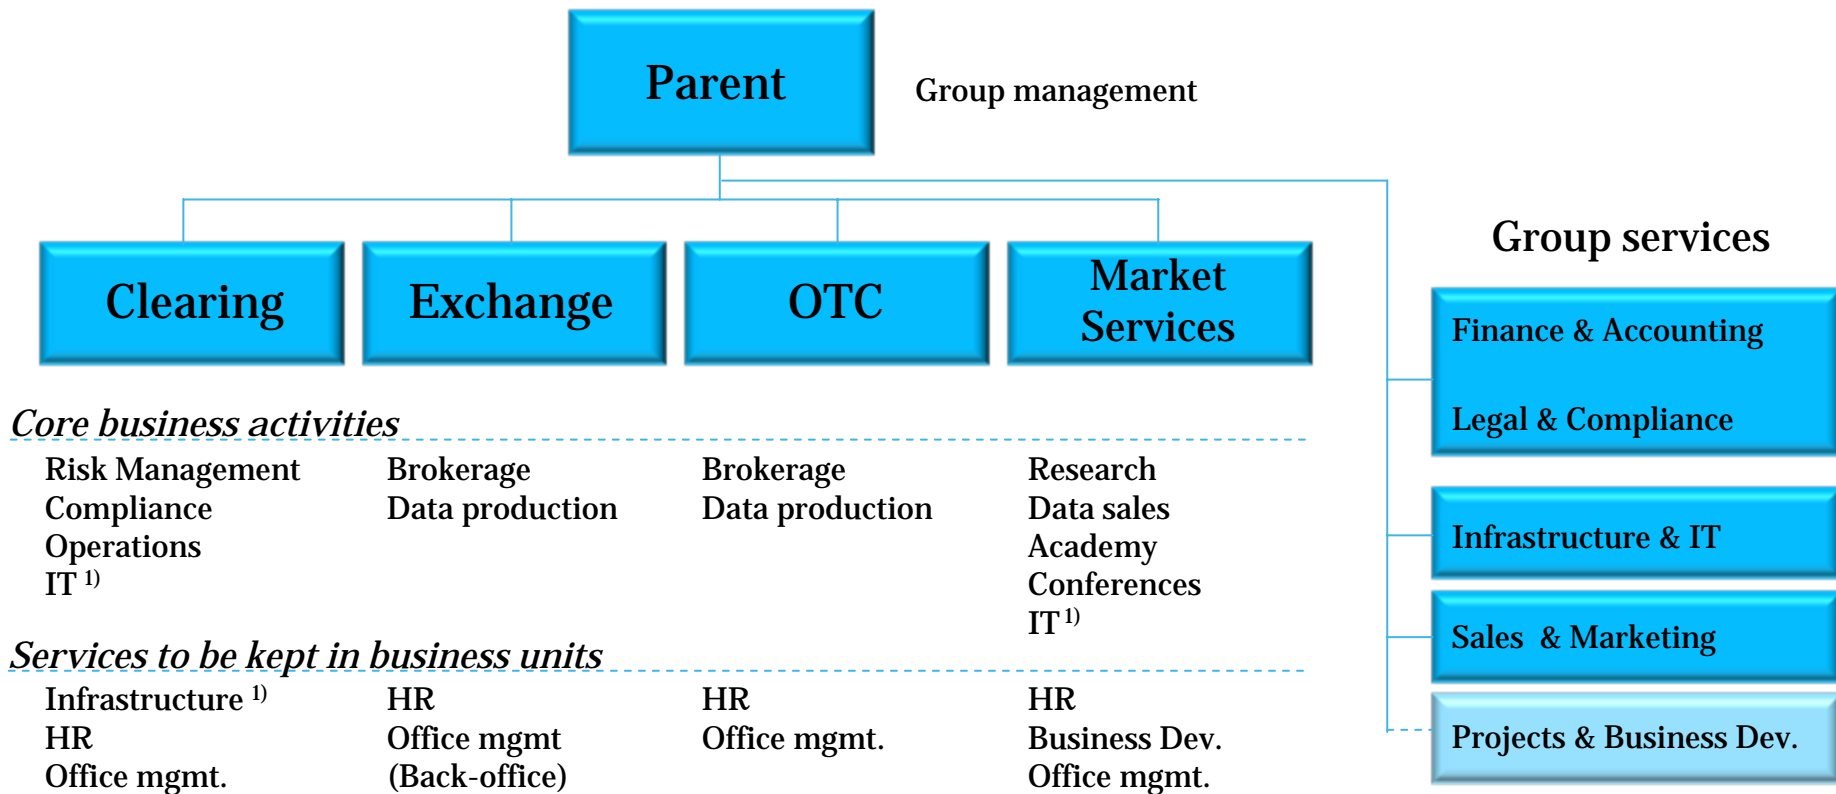 Parent
Group management
Clearing
Exchange
OTC
Market
Services
Group services
Finance & Accounting
Legal & Compliance
Infrastructure & IT
Sales & Marketing
Projects & Business Dev.
Core business activities
Risk Management
Compliance
Operations
IT 1)
Brokerage
Data production
Brokerage
Data production
Research
Data sales
Academy
Conferences
IT 1)
Services to be kept in business units
Infrastructure 1)
HR
Office mgmt.
HR
Office mgmt
(Back-office)
HR
Office mgmt.
HR
Business Dev.
Office mgmt.